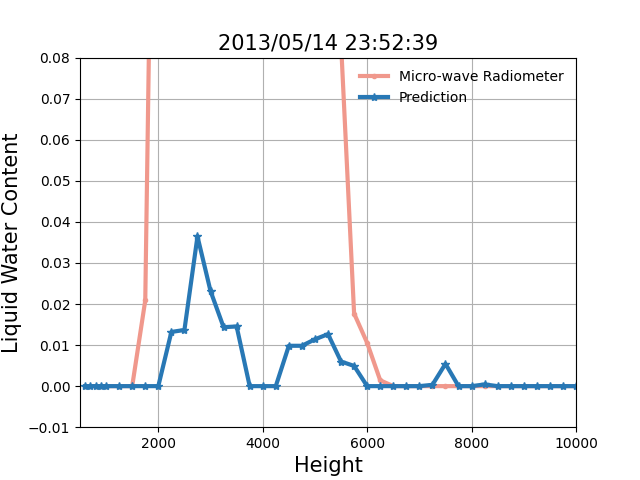 2013/05/14 23:52:39
Micro-wave Radiometer
Prediction
Liquid Water Content
0.08
0.07
0.06
0.05
0.04
0.03
0.02
0.01
0.00
−0.01
2000 4000 6000 8000 10000
Height